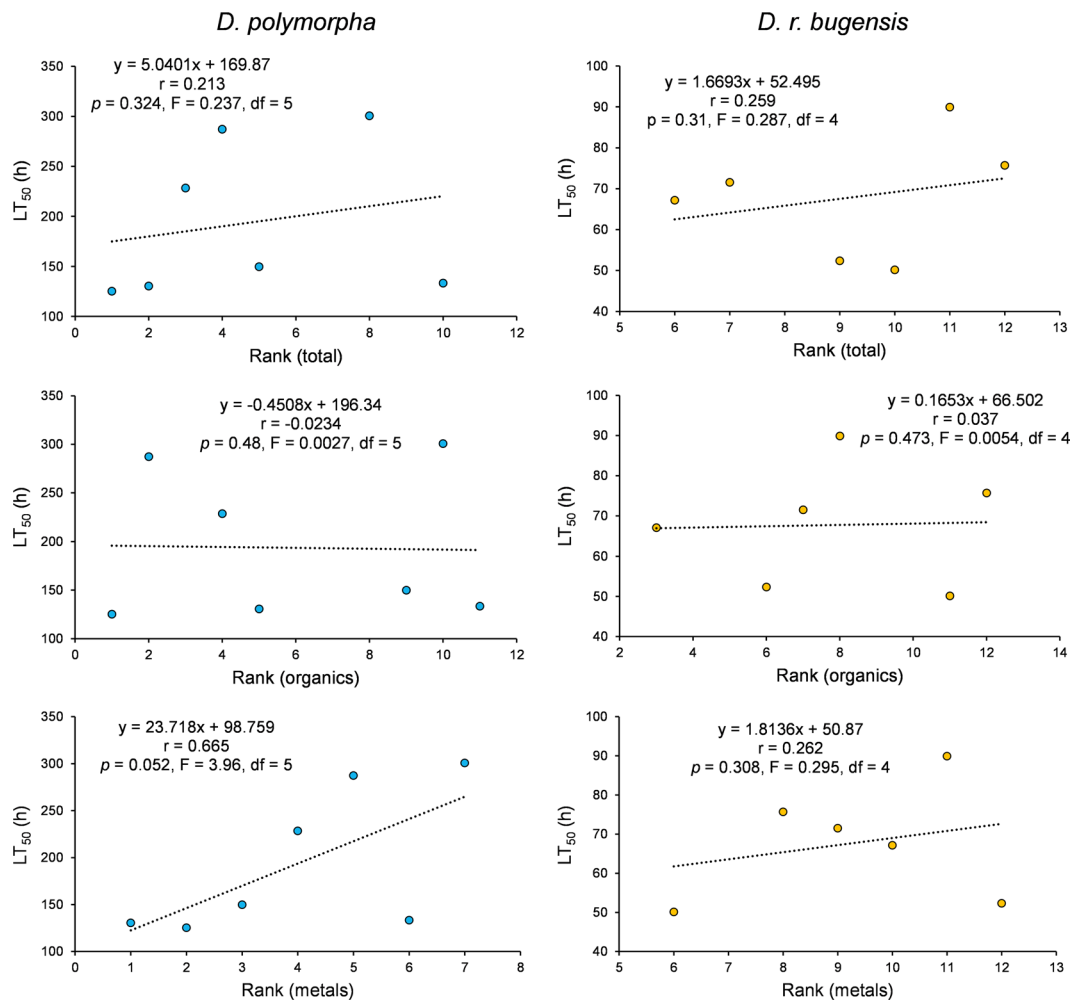 D. polymorpha
D. r. bugensis
y = 5.0401x + 169.87
r = 0.213
p = 0.324, F = 0.237, df = 5
LT50 (h)
350
300
250
200
150
100
0 2 4 6 8 10 12
Rank (total)
y = 1.6693x + 52.495
r = 0.259
p = 0.31, F = 0.287, df = 4
LT50 (h)
100
90
80
70
60
50
40
5 6 7 8 9 10 11 12 13
Rank (total)
y = -0.4508x + 196.34
r = -0.0234
p = 0.48, F = 0.0027, df = 5
LT50 (h)
350
300
250
200
150
100
0 2 4 6 8 10 12
Rank (organics)
y = 0.1653x + 66.502
r = 0.037
p = 0.473, F = 0.0054, df = 4
LT50 (h)
100
90
80
70
60
50
40
2 4 6 8 10 12 14
Rank (organics)
y = 23.718x + 98.759
r = 0.665
p = 0.052, F = 3.96, df = 5
LT50 (h)
350
300
250
200
150
100
0 1 2 3 4 5 6 7 8
Rank (metals)
y = 1.8136x + 50.87
r = 0.262
p = 0.308, F = 0.295, df = 4
LT50 (h)
100
90
80
70
60
50
40
5 6 7 8 9 10 11 12 13
Rank (metals)